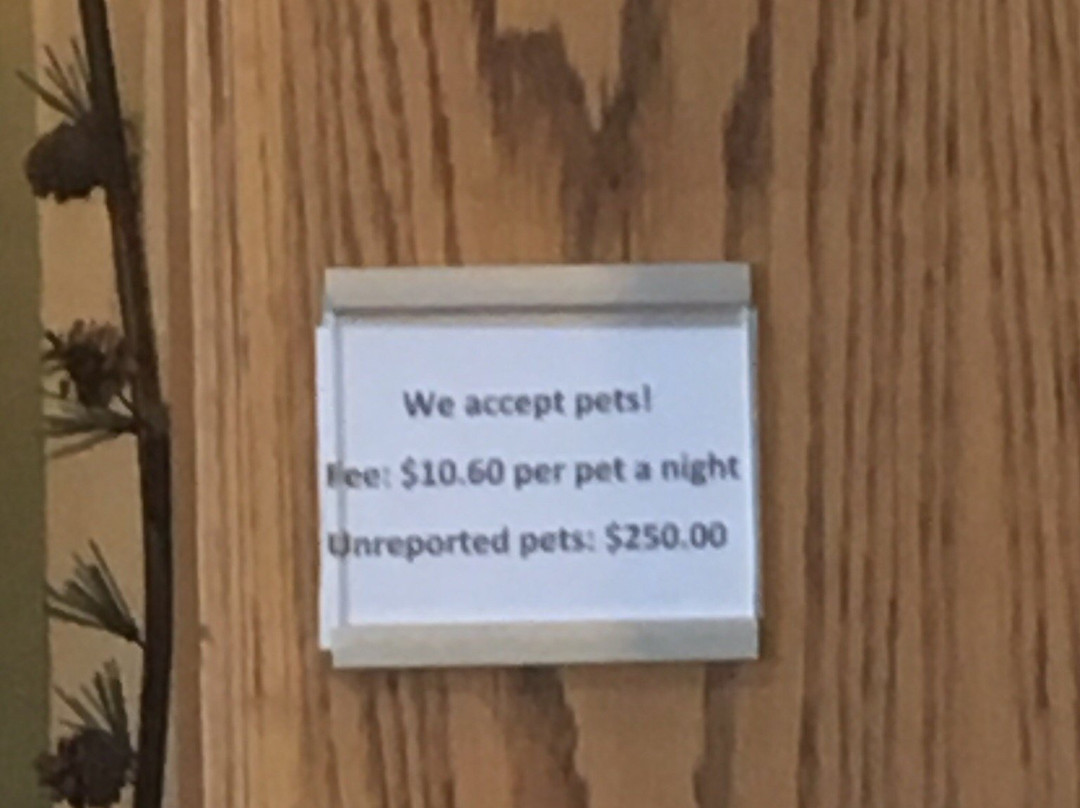 We accept pets!
Fee: $10.60 per pet a night
Unreported pets: $250.00